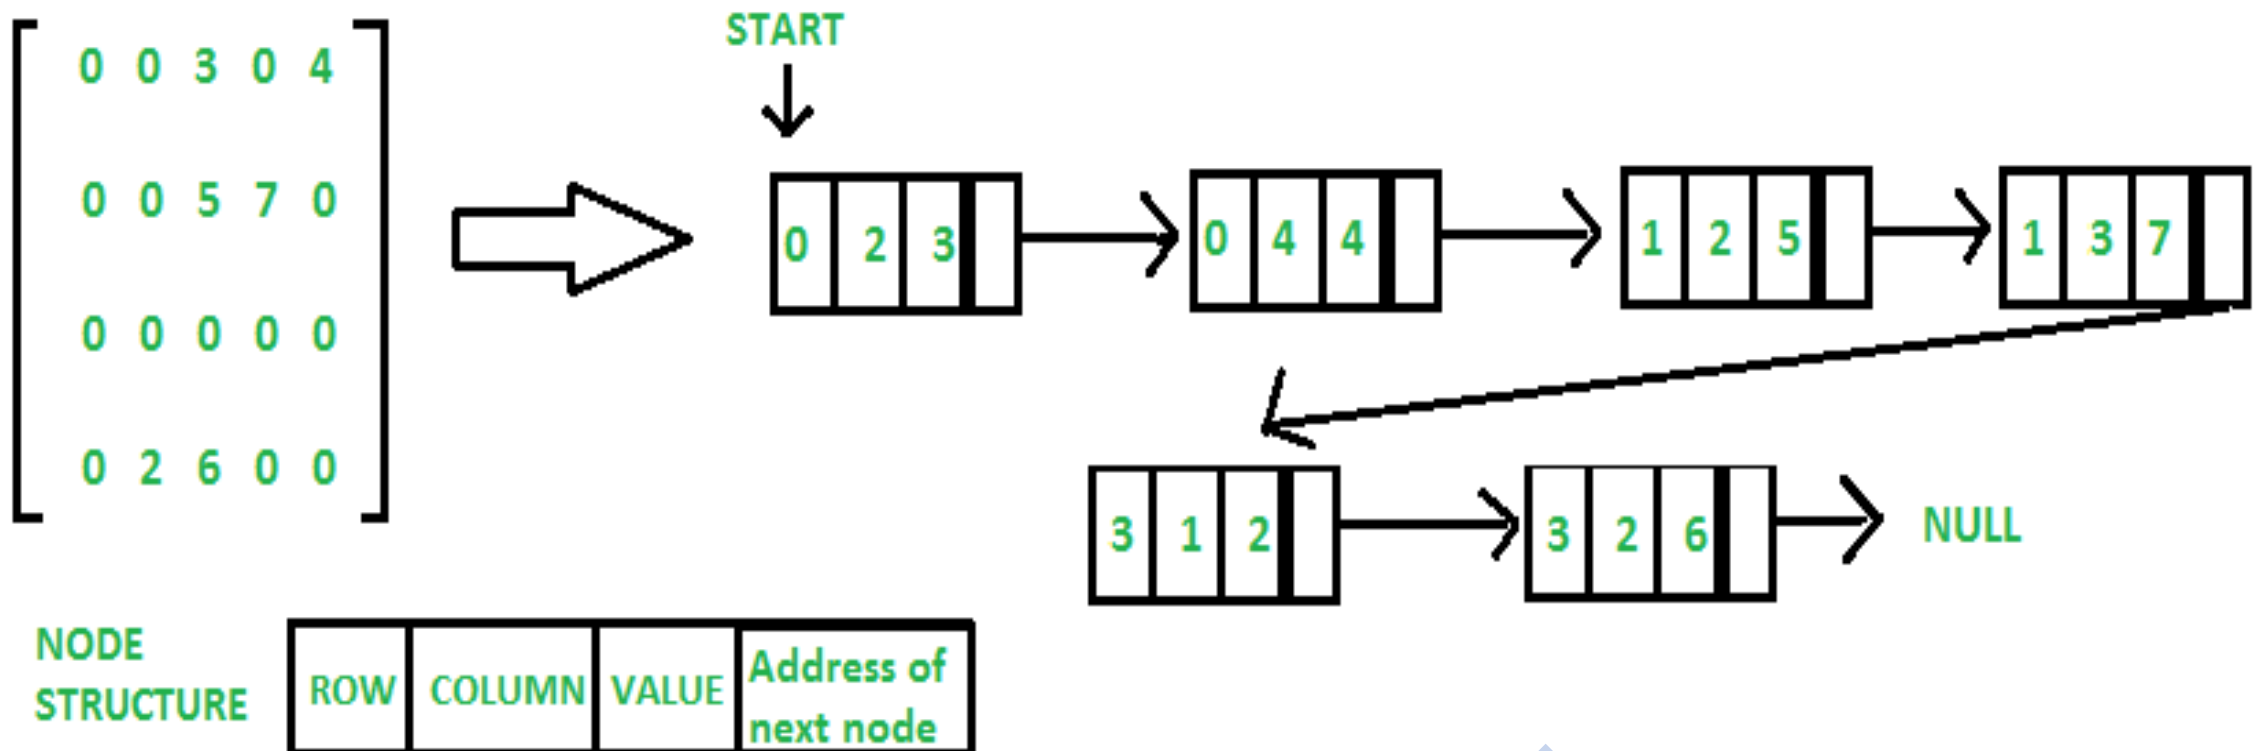 START
0 0 3 0 4
0 0 5 7 0
0 0 0 0 0
0 2 6 0 0
0 2 3
0 4 4
1 2 5
1 3 7
3 1 2
3 2 6
NULL
NODE
STRUCTURE
ROW
COLUMN
VALUE
Address of
next node